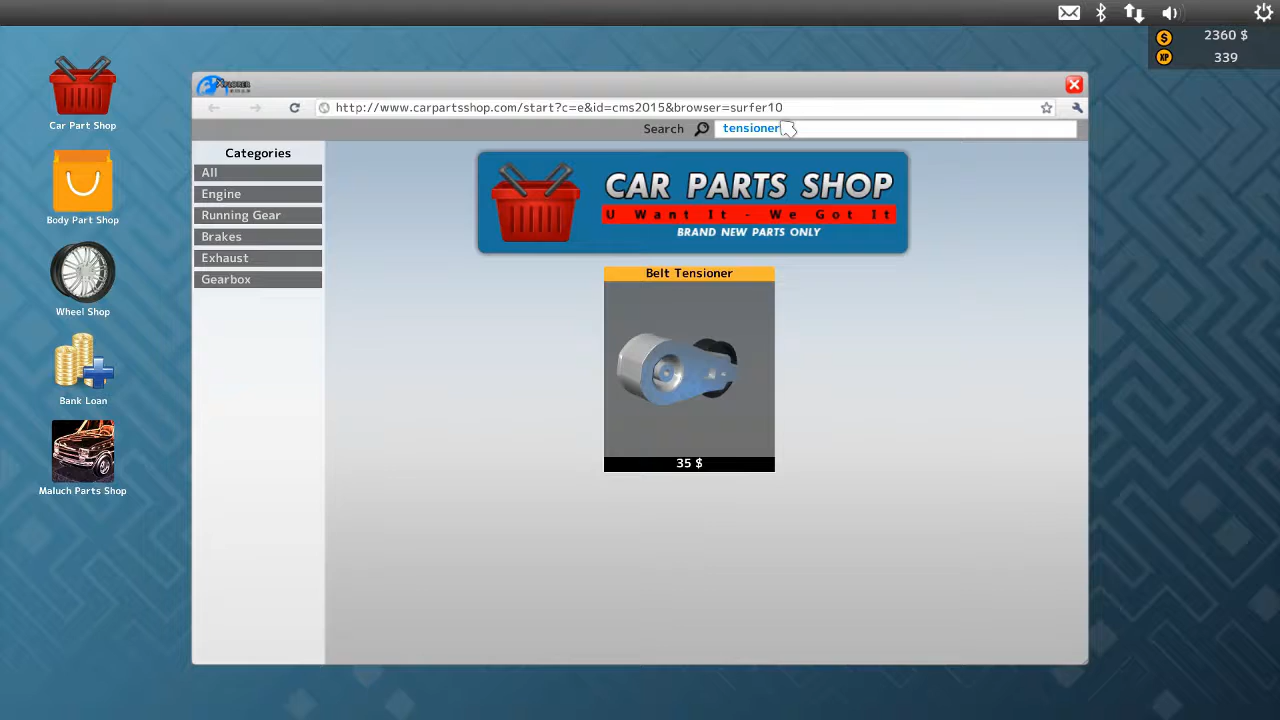 2360 $
339
Car Part Shop
Body Part Shop
Wheel Shop
Bank Loan
Maluch Parts Shop
http://www.carpartsshop.com/start?c=e&id=cms2015&browser=surfer10
Search tensioner
Categories
All
Engine
Running Gear
Brakes
Exhaust
Gearbox
CAR PARTS SHOP
U Want It - We Got It
BRAND NEW PARTS ONLY
Belt Tensioner
35 $